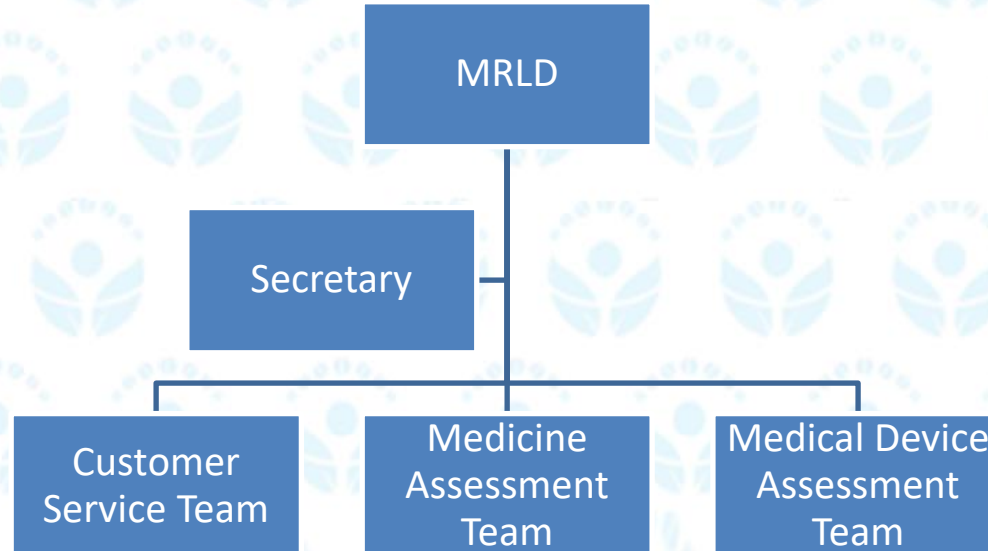 MRLD
Secretary
Customer
Service Team
Medicine
Assessment
Team
Medical Device
Assessment
Team